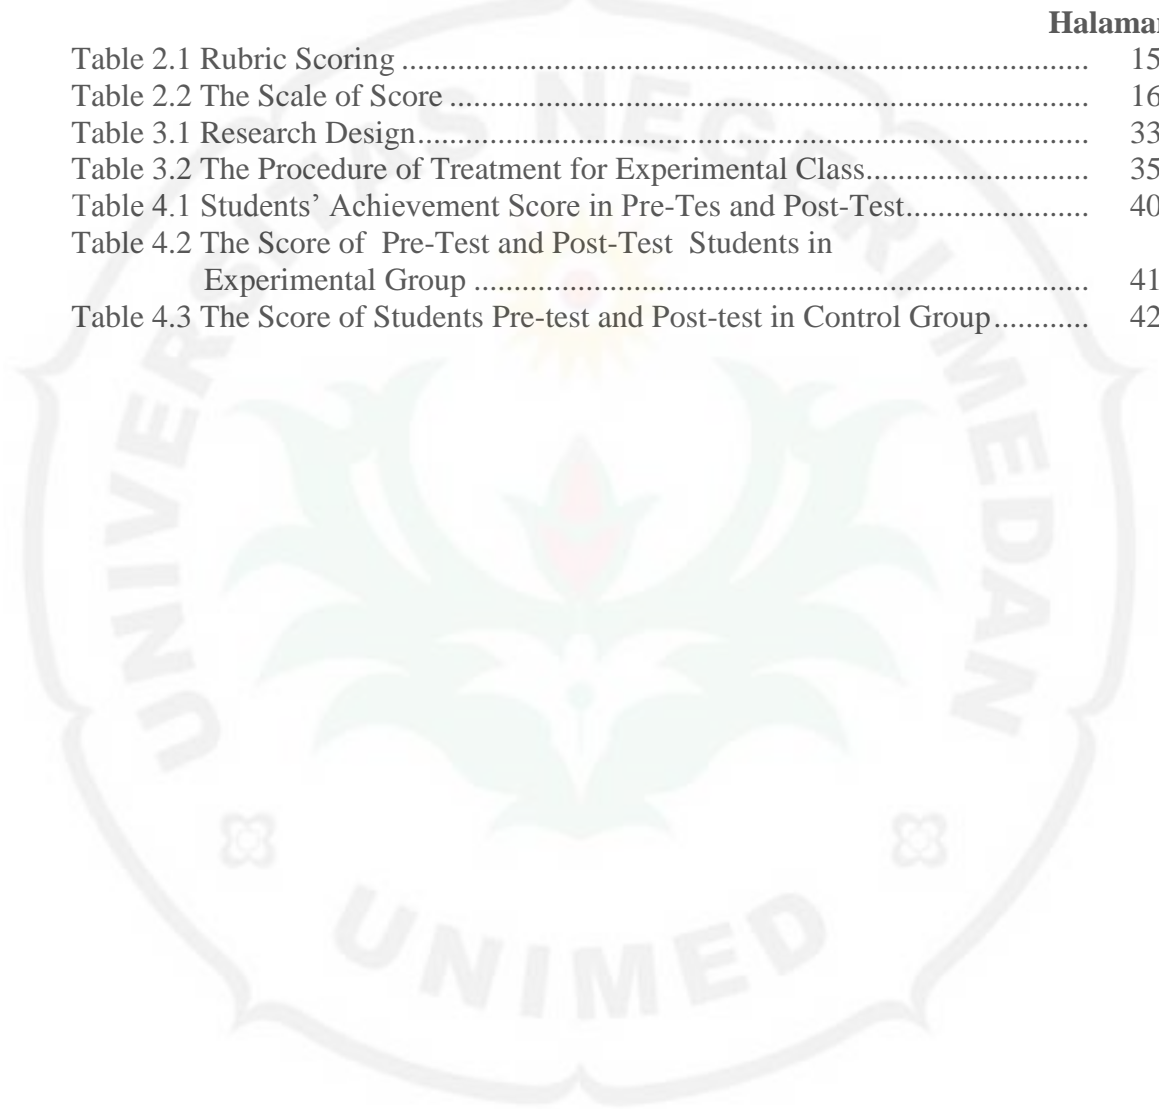 Halaman
Table 2.1 Rubric Scoring ........................................................................................ 15
Table 2.2 The Scale of Score .................................................................................. 16
Table 3.1 Research Design...................................................................................... 33
Table 3.2 The Procedure of Treatment for Experimental Class............................. 35
Table 4.1 Students’ Achievement Score in Pre-Tes and Post-Test........................ 40
Table 4.2 The Score of Pre-Test and Post-Test Students in
Experimental Group ............................................................................... 41
Table 4.3 The Score of Students Pre-test and Post-test in Control Group............ 42
UNIVERSITAS NEGERI MEDAN
UNIMED